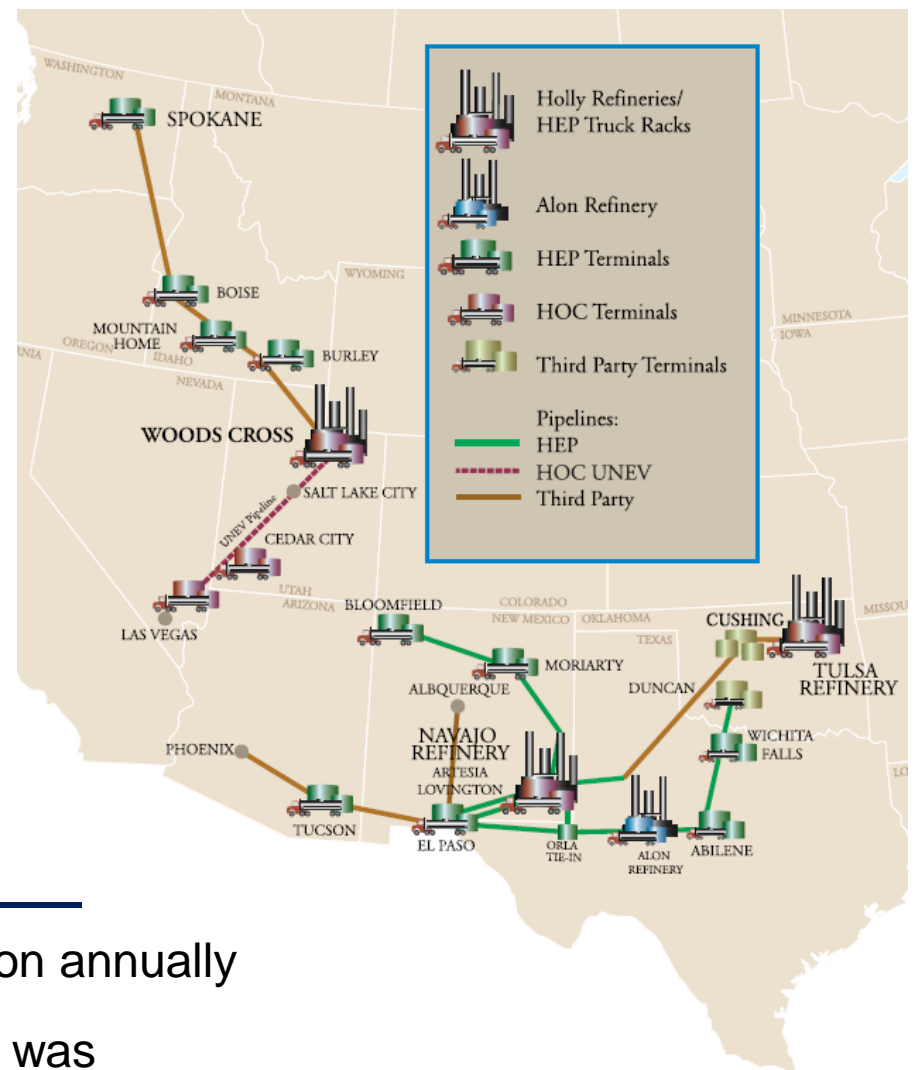 WASHINGTON
MONTANA
SPOKANE
Holly Refineries/
HEP Truck Racks
Alon Refinery
HEP Terminals
HOC Terminals
Third Party Terminals
Pipelines:
HEP
HOC UNEV
Third Party
WYOMING
BOISE
MOUNTAIN
HOME
BURLEY
OREGON
IDAHO
NEVADA
MINNESOTA
IOWA
WOODS CROSS
SALT LAKE CITY
UNEV Pipeline
CEDAR CITY
LAS VEGAS
UTAH
ARIZONA
COLORADO
NEW MEXICO
OKLAHOMA
TEXAS
BLOOMFIELD
MORIARTY
ALBQUERQUE
CUSHING
TULSA
REFINERY
DUNCAN
WICHITA
FALLS
NAVAJO
REFINERY
ARTESIA
LOVINGTON
PHOENIX
TUCSON
EL PASO
ORLA
TIE-IN
ALON
REFINERY
ABILENE
on annually
was